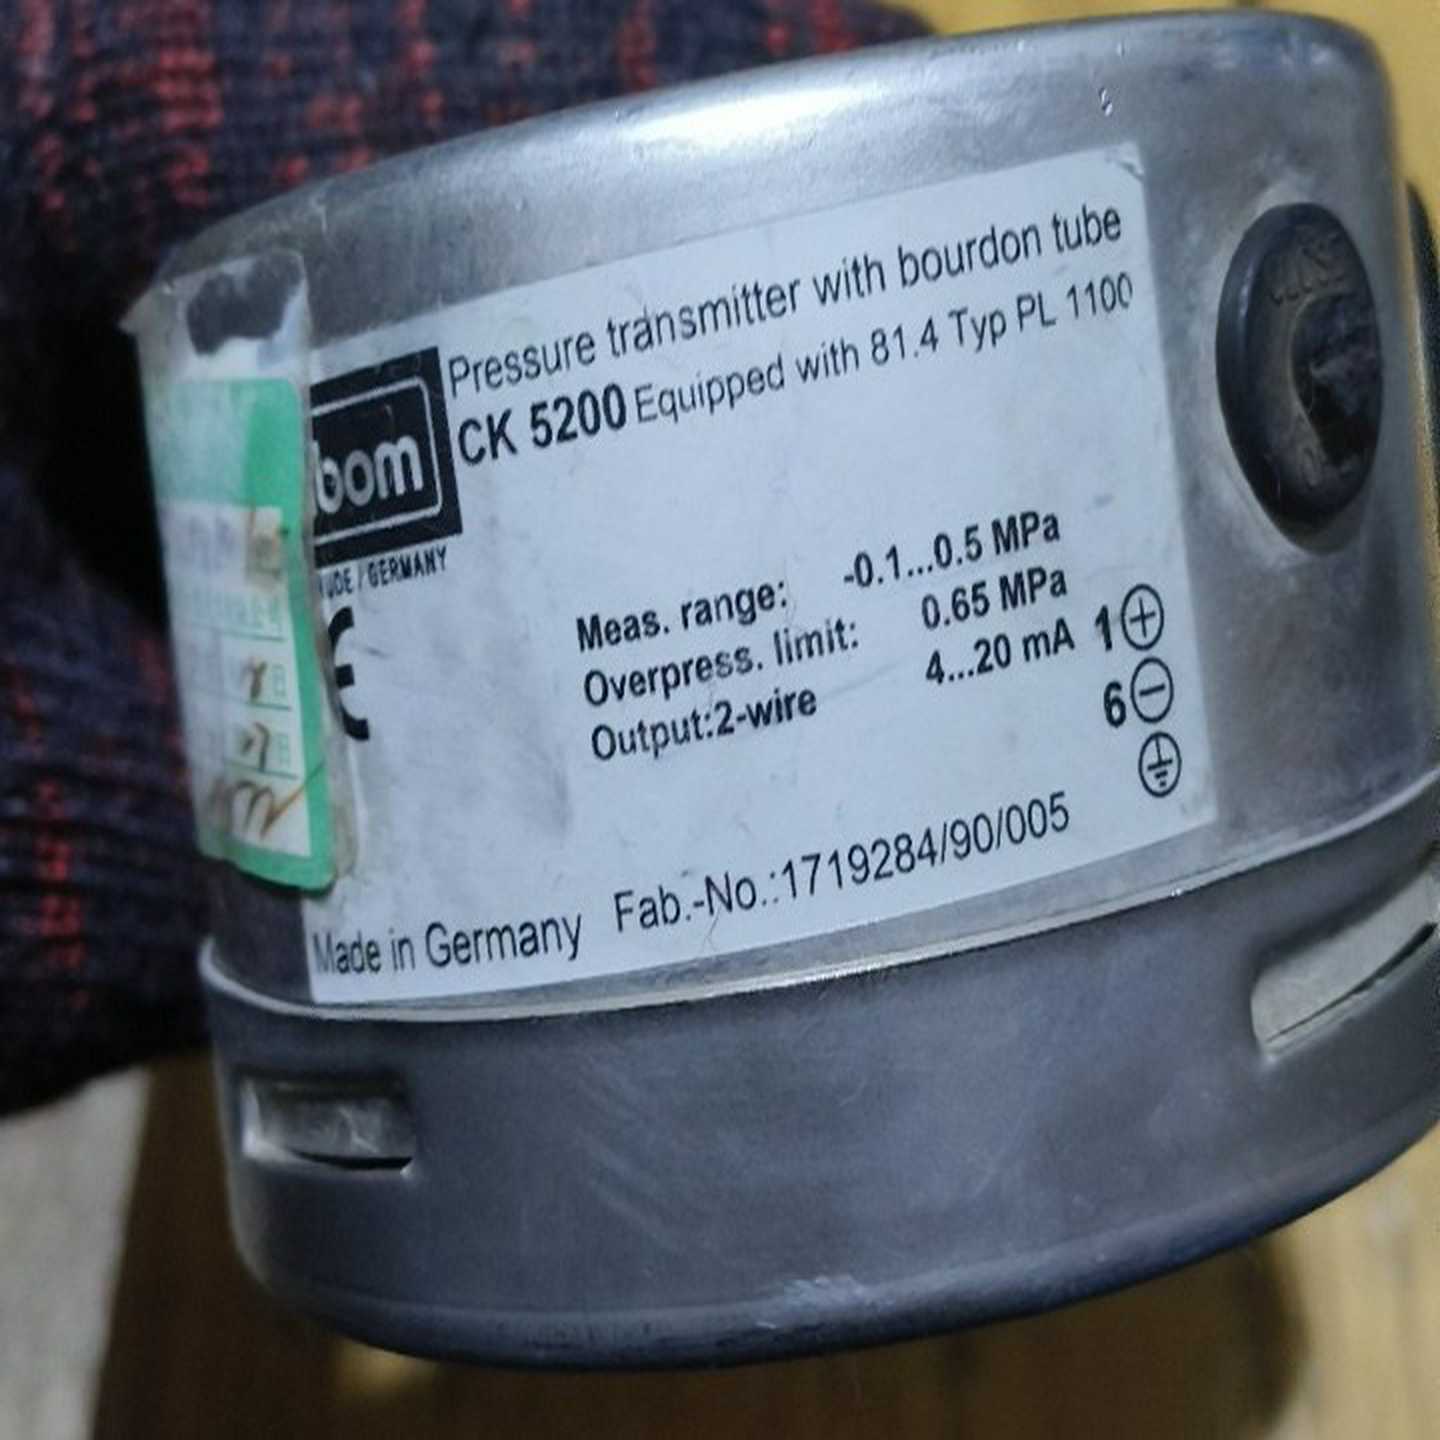 Pressure transmitter with bourdon tube
CK 5200 Equipped with 81.4 Typ PL 1100
bom
/GERMANY
Meas. range: -0.1...0.5 MPa
Overpress. limit: 0.65 MPa
Output:2-wire 4...20 mA 1 +
6 −
Made in Germany Fab.-No.:1719284/90/005
日
日